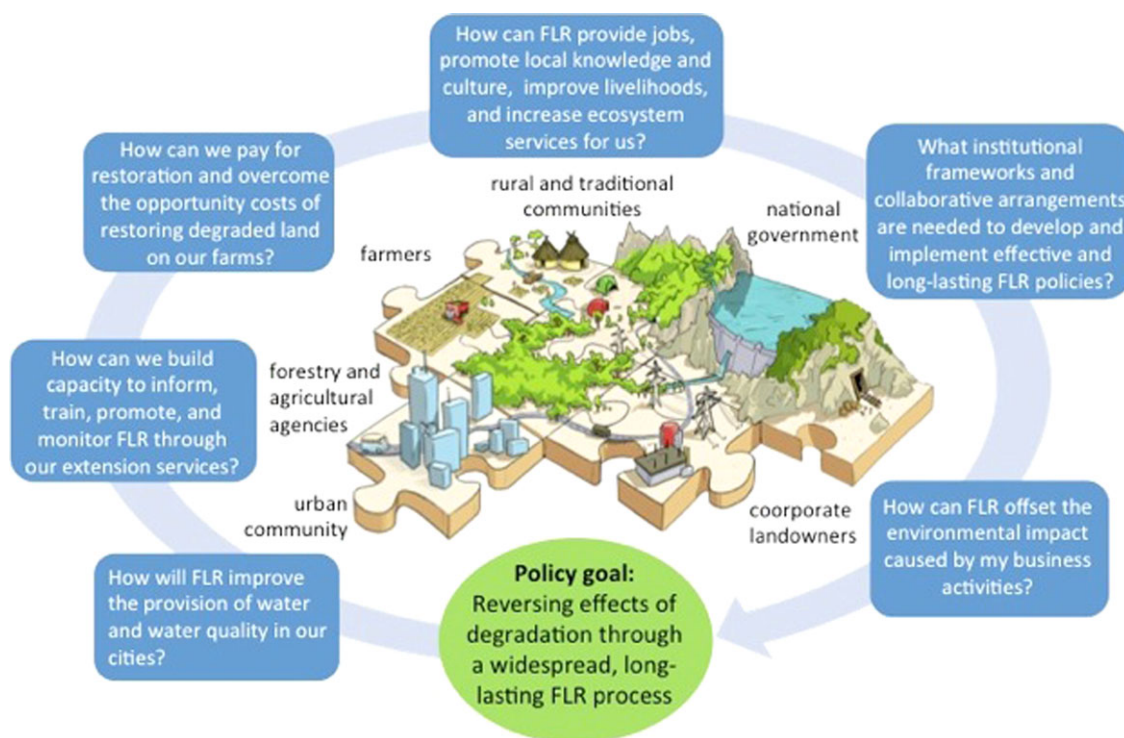 How can FLR provide jobs,
promote local knowledge and
culture, improve livelihoods,
and increase ecosystem
services for us?
How can we pay for
restoration and overcome
the opportunity costs of
restoring degraded land
on our farms?
What institutional
frameworks and
collaborative arrangements
are needed to develop and
implement effective and
long-lasting FLR policies?
rural and traditional
communities
national
government
farmers
How can we build
capacity to inform,
train, promote, and
monitor FLR through
our extension services?
forestry and
agricultural
agencies
urban
community
coorporate
landowners
How can FLR offset the
environmental impact
caused by my business
activities?
How will FLR improve
the provision of water
and water quality in our
cities?
Policy goal:
Reversing effects of
degradation through
a widespread, long-
lasting FLR process